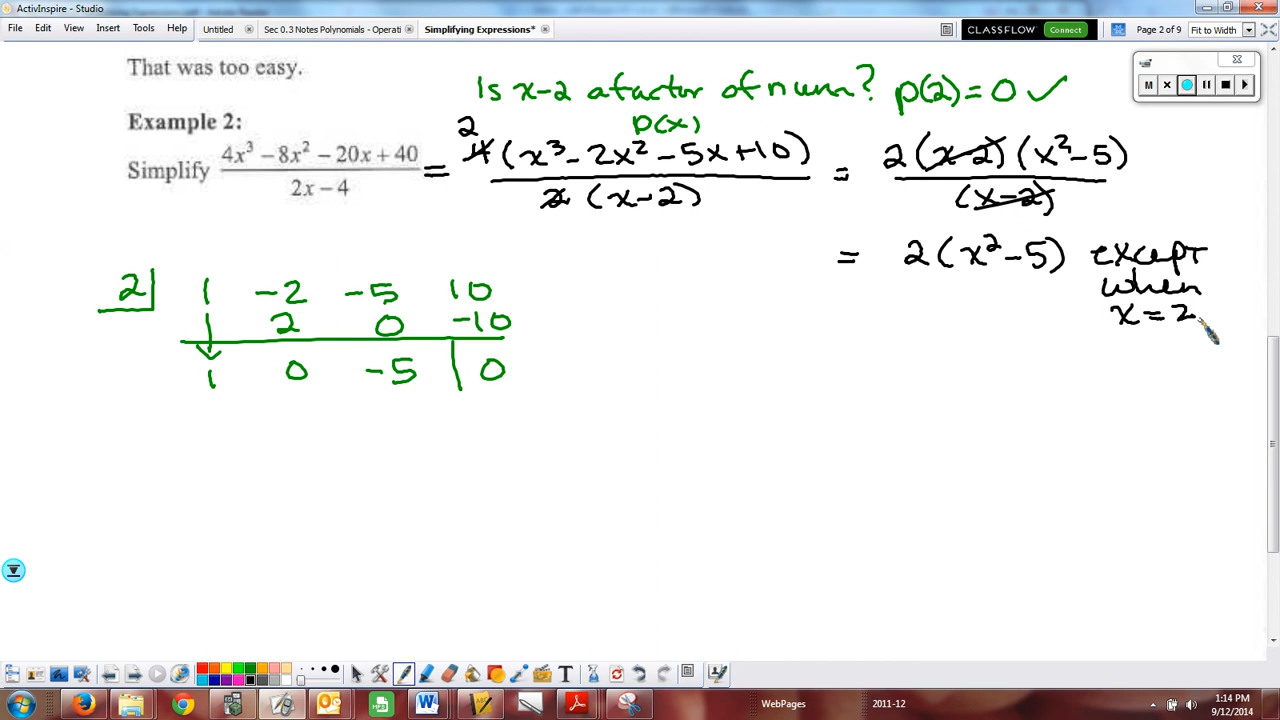 ActivInspire - Studio
File Edit View Insert Tools Help
Untitled
Sec 0.3 Notes Polynomials - Operati
Simplifying Expressions*
CLASSFLOW Connect
Page 2 of 9
Fit to Width
That was too easy.
Is x-2 a factor of num? p(2)=0 ✓
p(x)
Example 2:
Simplify (4x³ − 8x² − 20x + 40)/(2x − 4) = 2 4(x³ - 2x² - 5x + 10)/2(x-2) = 2(x-2)(x²-5)/(x-2)
= 2(x²-5) except
when
x=2
M
2| 1 -2 -5 10
↓ 2 0 -10
1 0 -5 | 0
T
WebPages
2011-12
1:14 PM
9/12/2014